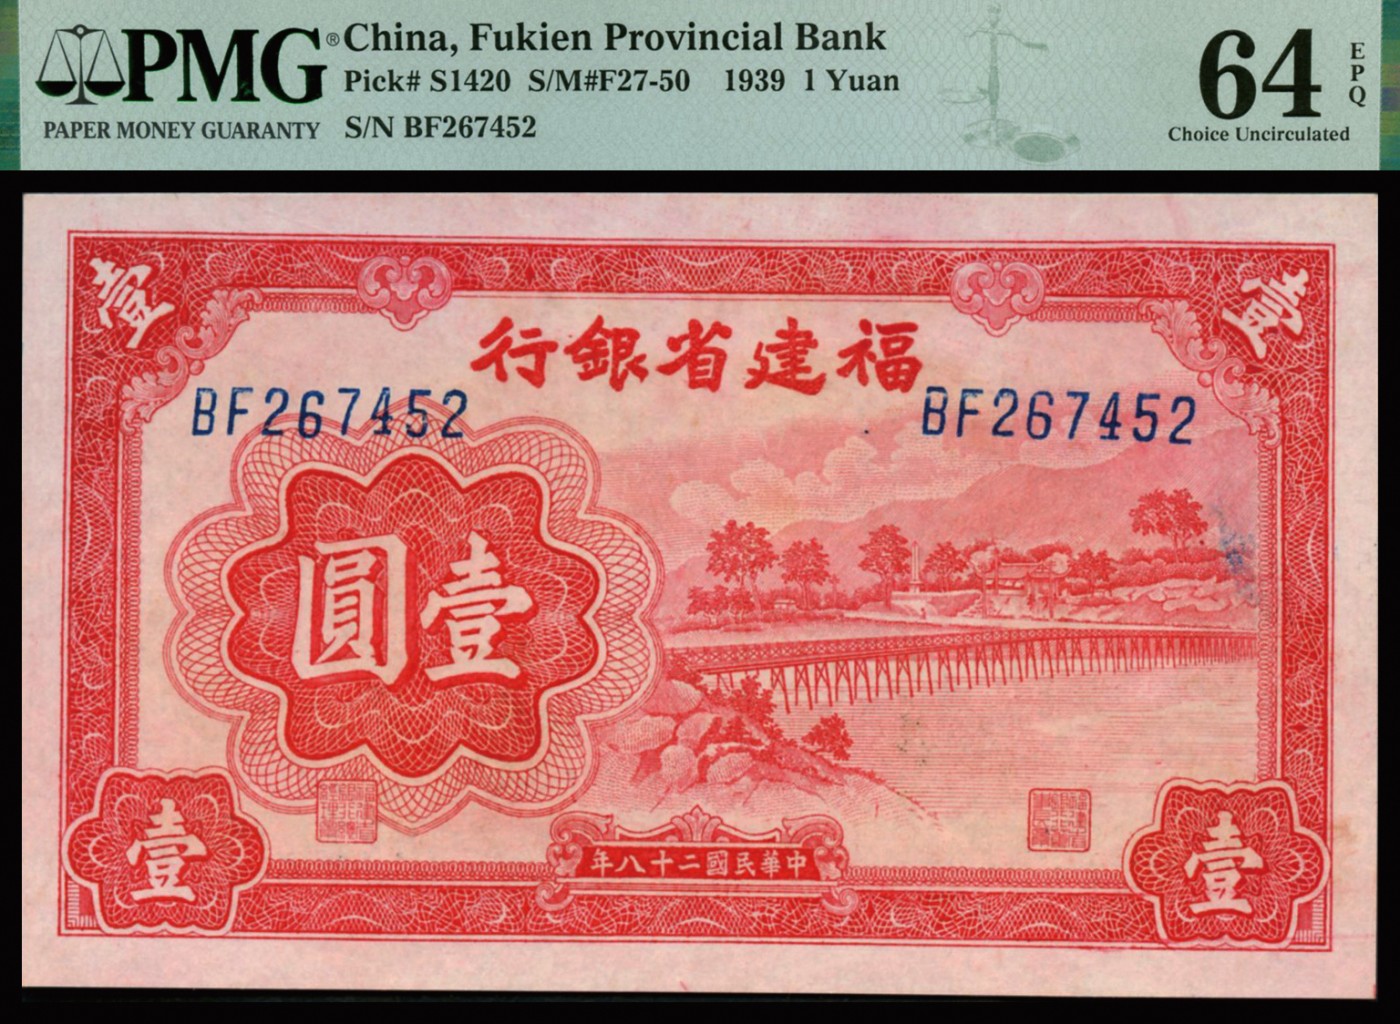 PMG® China, Fukien Provincial Bank
PAPER MONEY GUARANTY
Pick# S1420 S/M#F27-50 1939 1 Yuan
S/N BF267452
64 EPQ
Choice Uncirculated
壹 壹
行銀省建福
BF267452 BF267452
圓壹
年八十二國民華中
壹 壹